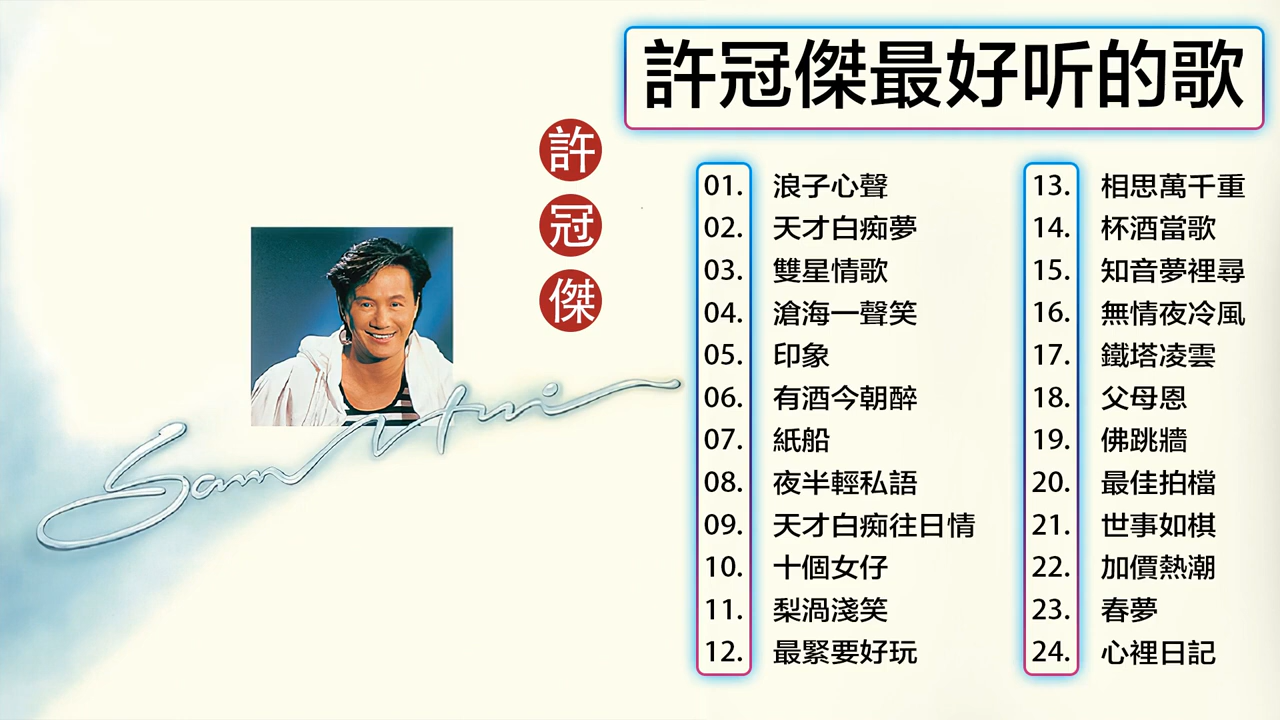 許冠傑最好听的歌
許
冠
傑
Sam Hui
01. 浪子心聲
02. 天才白痴夢
03. 雙星情歌
04. 滄海一聲笑
05. 印象
06. 有酒今朝醉
07. 紙船
08. 夜半輕私語
09. 天才白痴往日情
10. 十個女仔
11. 梨渦淺笑
12. 最緊要好玩
13. 相思萬千重
14. 杯酒當歌
15. 知音夢裡尋
16. 無情夜冷風
17. 鐵塔凌雲
18. 父母恩
19. 佛跳牆
20. 最佳拍檔
21. 世事如棋
22. 加價熱潮
23. 春夢
24. 心裡日記